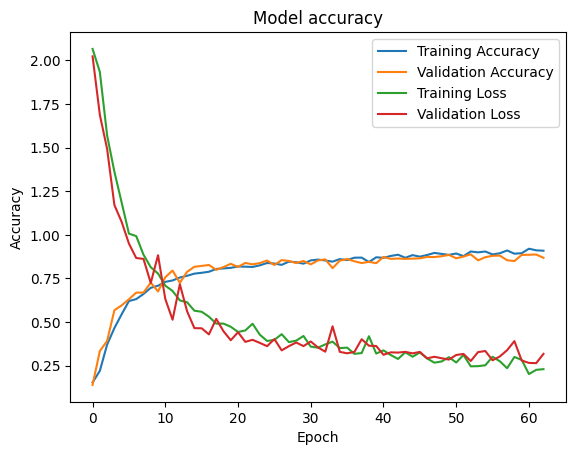 Model accuracy
Training Accuracy
Validation Accuracy
Training Loss
Validation Loss
Accuracy
2.00
1.75
1.50
1.25
1.00
0.75
0.50
0.25
0 10 20 30 40 50 60
Epoch